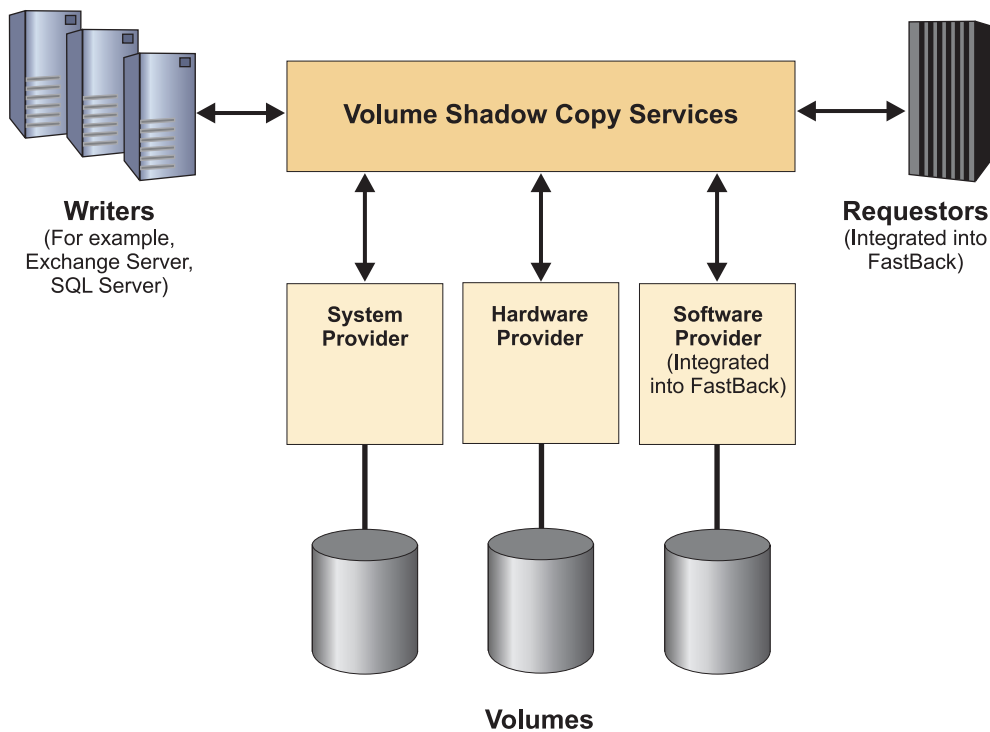 Volume Shadow Copy Services
Writers
(For example,
Exchange Server,
SQL Server)
Requestors
(Integrated into
FastBack)
System
Provider
Hardware
Provider
Software
Provider
(Integrated
into FastBack)
Volumes